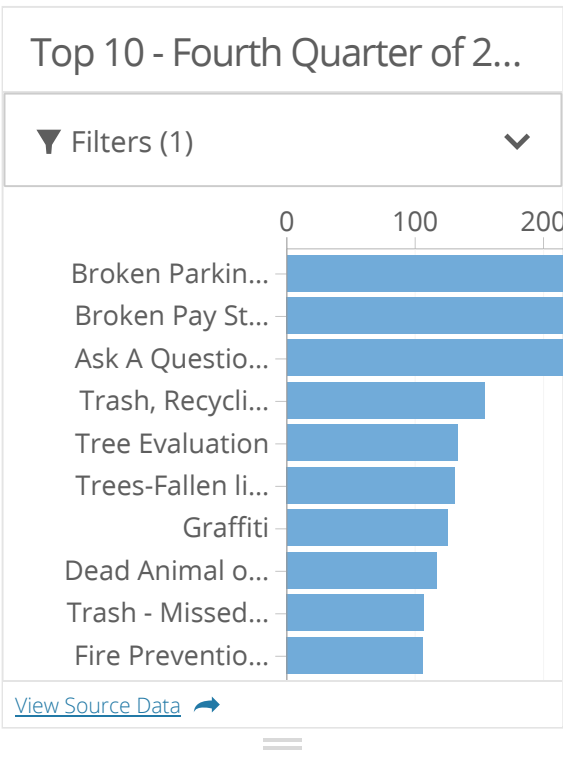 Top 10 - Fourth Quarter of 2...
Filters (1)
0 100 200
Broken Parkin...
Broken Pay St...
Ask A Questio...
Trash, Recycli...
Tree Evaluation
Trees-Fallen li...
Graffiti
Dead Animal o...
Trash - Missed...
Fire Preventio...
View Source Data